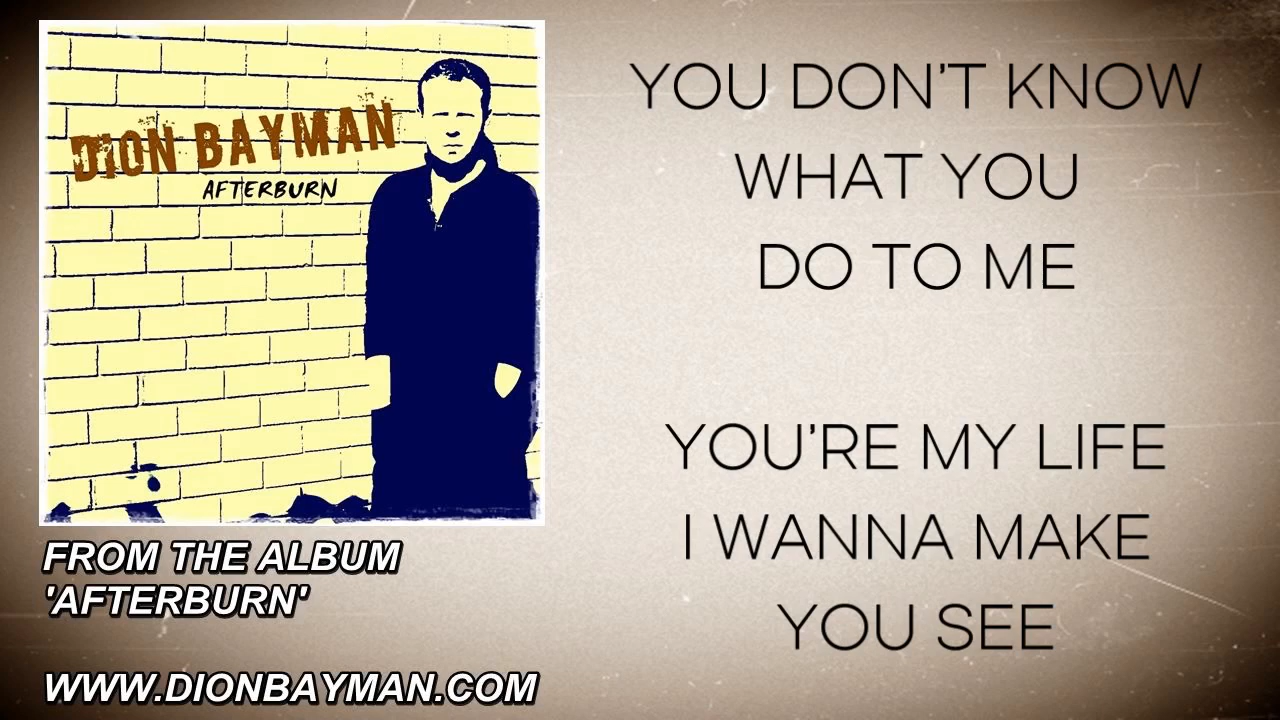 DION BAYMAN
AFTERBURN
FROM THE ALBUM
'AFTERBURN'
WWW.DIONBAYMAN.COM
YOU DON'T KNOW
WHAT YOU
DO TO ME
YOU'RE MY LIFE
I WANNA MAKE
YOU SEE